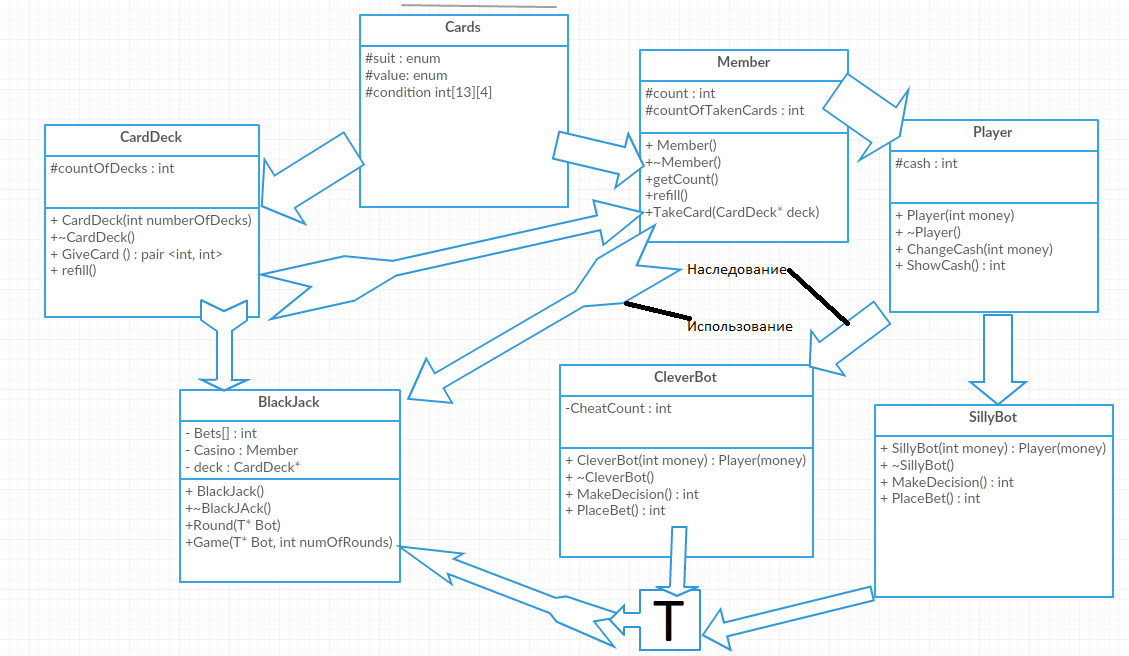 Cards
#suit : enum
#value: enum
#condition int[13][4]
Member
#count : int
#countOfTakenCards : int
+ Member()
+~Member()
+getCount()
+refill()
+TakeCard(CardDeck* deck)
CardDeck
#countOfDecks : int
+ CardDeck(int numberOfDecks)
+~CardDeck()
+ GiveCard () : pair <int, int>
+ refill()
Player
#cash : int
+ Player(int money)
+ ~Player()
+ ChangeCash(int money)
+ ShowCash() : int
Наследование
Использование
BlackJack
- Bets[] : int
- Casino : Member
- deck : CardDeck*
+ BlackJack()
+~BlackJAck()
+Round(T* Bot)
+Game(T* Bot, int numOfRounds)
CleverBot
-CheatCount : int
+ CleverBot(int money) : Player(money)
+ ~CleverBot()
+ MakeDecision() : int
+ PlaceBet() : int
SillyBot
+ SillyBot(int money) : Player(money)
+ ~SillyBot()
+ MakeDecision() : int
+ PlaceBet() : int
T